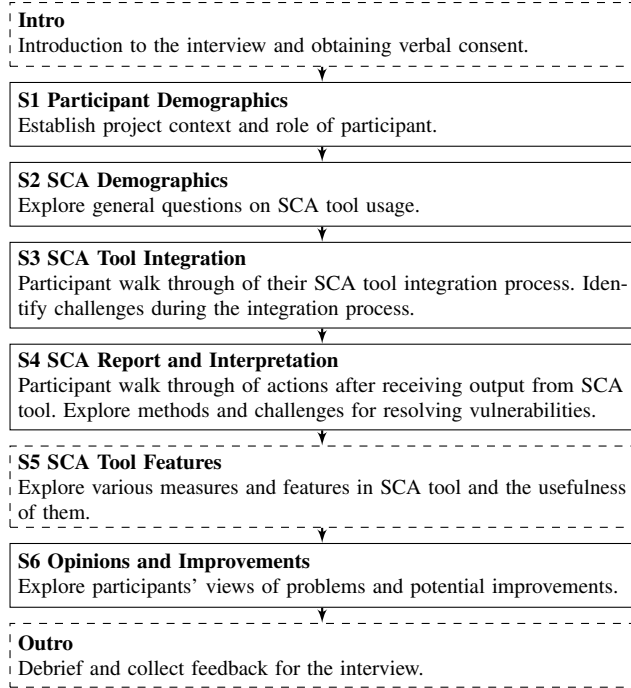 Intro
Introduction to the interview and obtaining verbal consent.
S1 Participant Demographics
Establish project context and role of participant.
S2 SCA Demographics
Explore general questions on SCA tool usage.
S3 SCA Tool Integration
Participant walk through of their SCA tool integration process. Iden-
tify challenges during the integration process.
S4 SCA Report and Interpretation
Participant walk through of actions after receiving output from SCA
tool. Explore methods and challenges for resolving vulnerabilities.
S5 SCA Tool Features
Explore various measures and features in SCA tool and the usefulness
of them.
S6 Opinions and Improvements
Explore participants' views of problems and potential improvements.
Outro
Debrief and collect feedback for the interview.